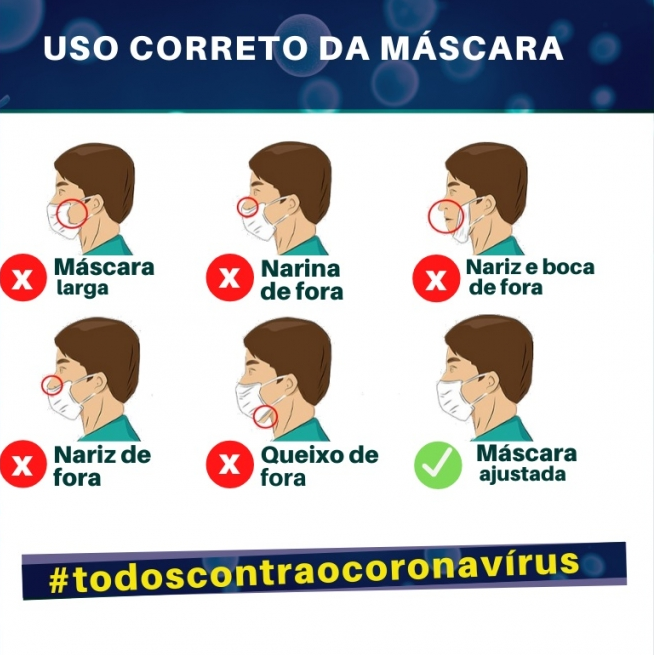 USO CORRETO DA MÁSCARA
X Máscara
larga
X Narina
de fora
X Nariz e boca
de fora
X Nariz de
fora
X Queixo de
fora
Máscara
ajustada
#todoscontraocoronavírus